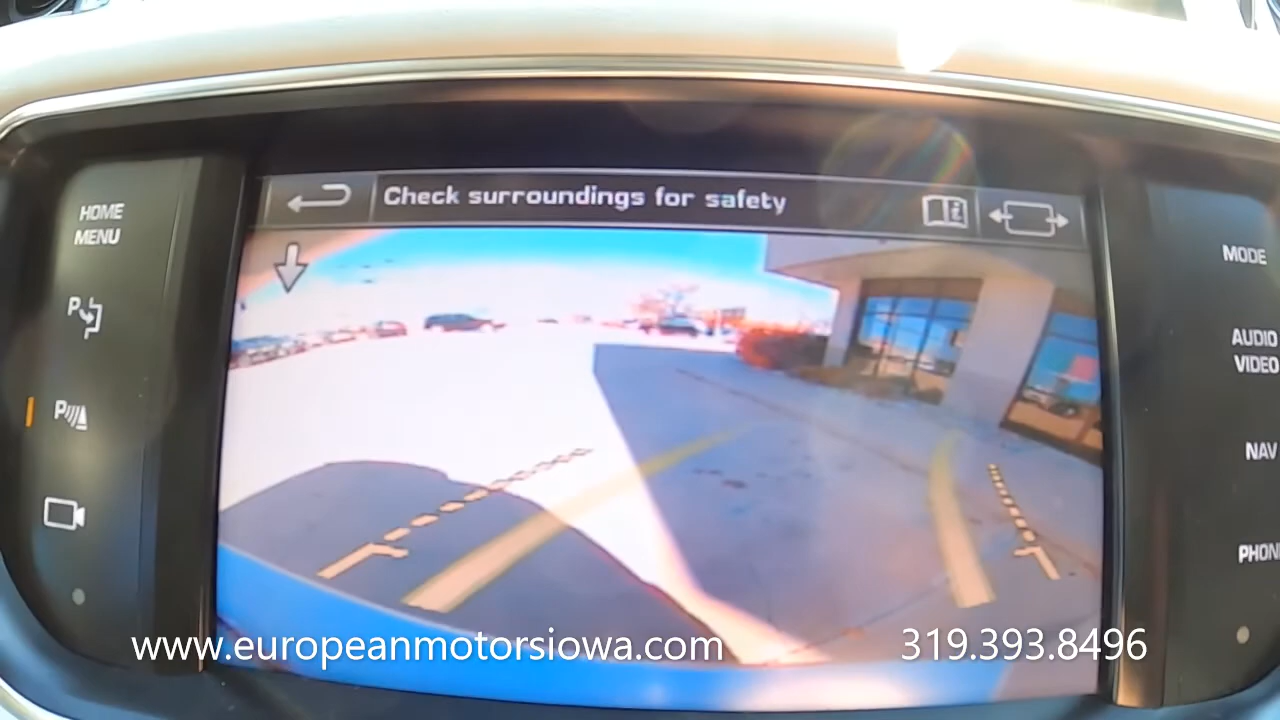 Check surroundings for safety
HOME
MENU
P
P
MODE
AUDIO
VIDEO
NAV
PHON
www.europeanmotorsiowa.com
319.393.8496